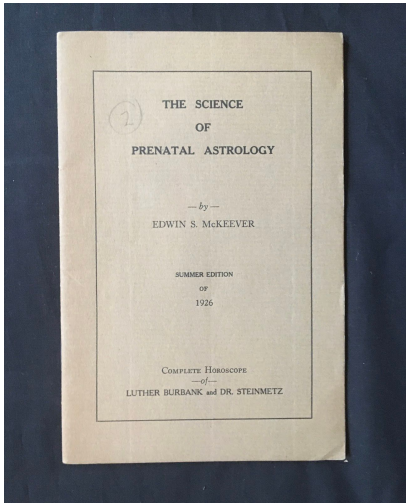 2
THE SCIENCE
OF
PRENATAL ASTROLOGY
—by—
EDWIN S. McKEEVER
SUMMER EDITION
OF
1926
COMPLETE HOROSCOPE
—of—
LUTHER BURBANK and DR. STEINMETZ